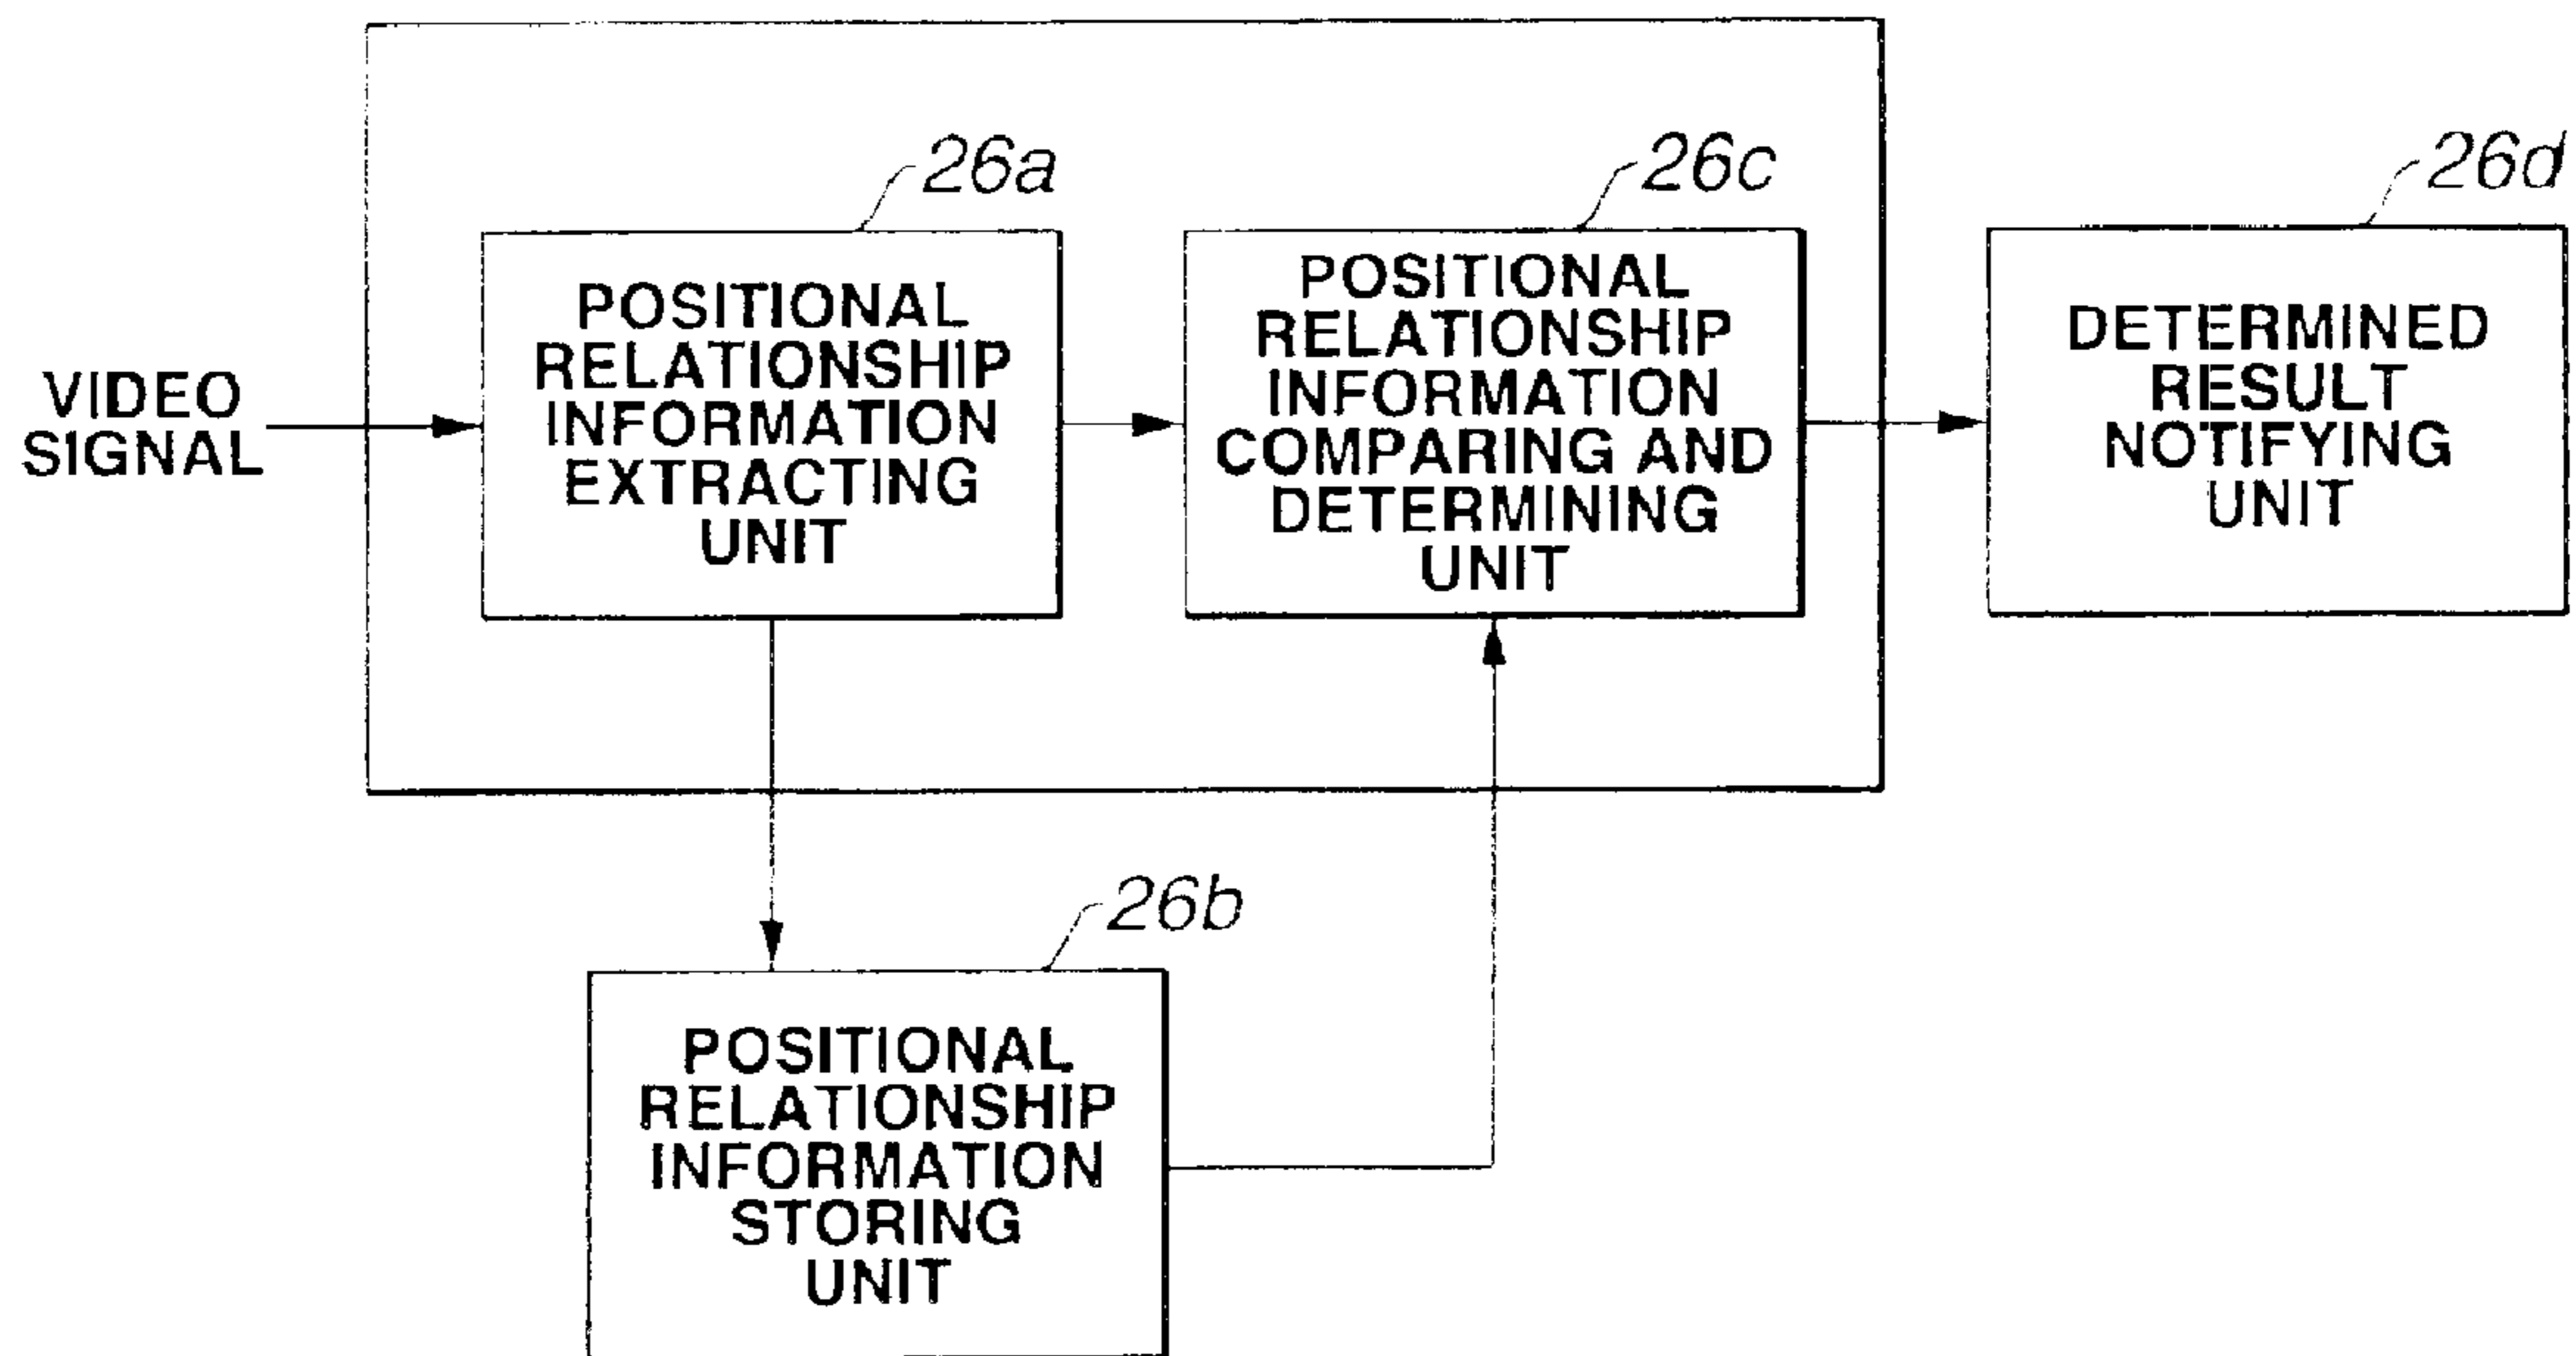 VIDEO
SIGNAL
26a
POSITIONAL
RELATIONSHIP
INFORMATION
EXTRACTING
UNIT
26c
POSITIONAL
RELATIONSHIP
INFORMATION
COMPARING AND
DETERMINING
UNIT
26d
DETERMINED
RESULT
NOTIFYING
UNIT
26b
POSITIONAL
RELATIONSHIP
INFORMATION
STORING
UNIT